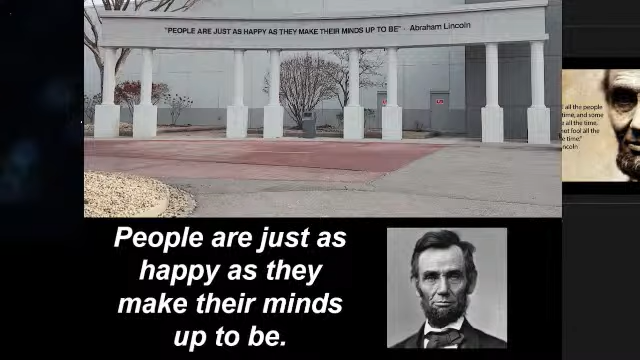 "PEOPLE ARE JUST AS HAPPY AS THEY MAKE THEIR MINDS UP TO BE" - Abraham Lincoln
People are just as
happy as they
make their minds
up to be.
all the people
time, and some
all the time,
not fool all the
time."
ncoln